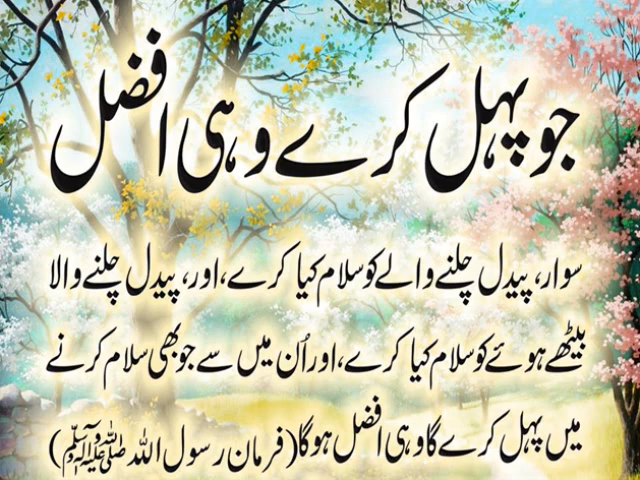 جو پہل کرے وہی افضل
سوار، پیدل چلنے والے کو سلام کیا کرے، اور، پیدل چلنے والا
بیٹھے ہوئے کو سلام کیا کرے، اور اُن میں سے جو بھی سلام کرنے
میں پہل کرے گا وہی افضل ہو گا (فرمان رسول اللہ صلی اللہ علیہ وآلہ وسلم)